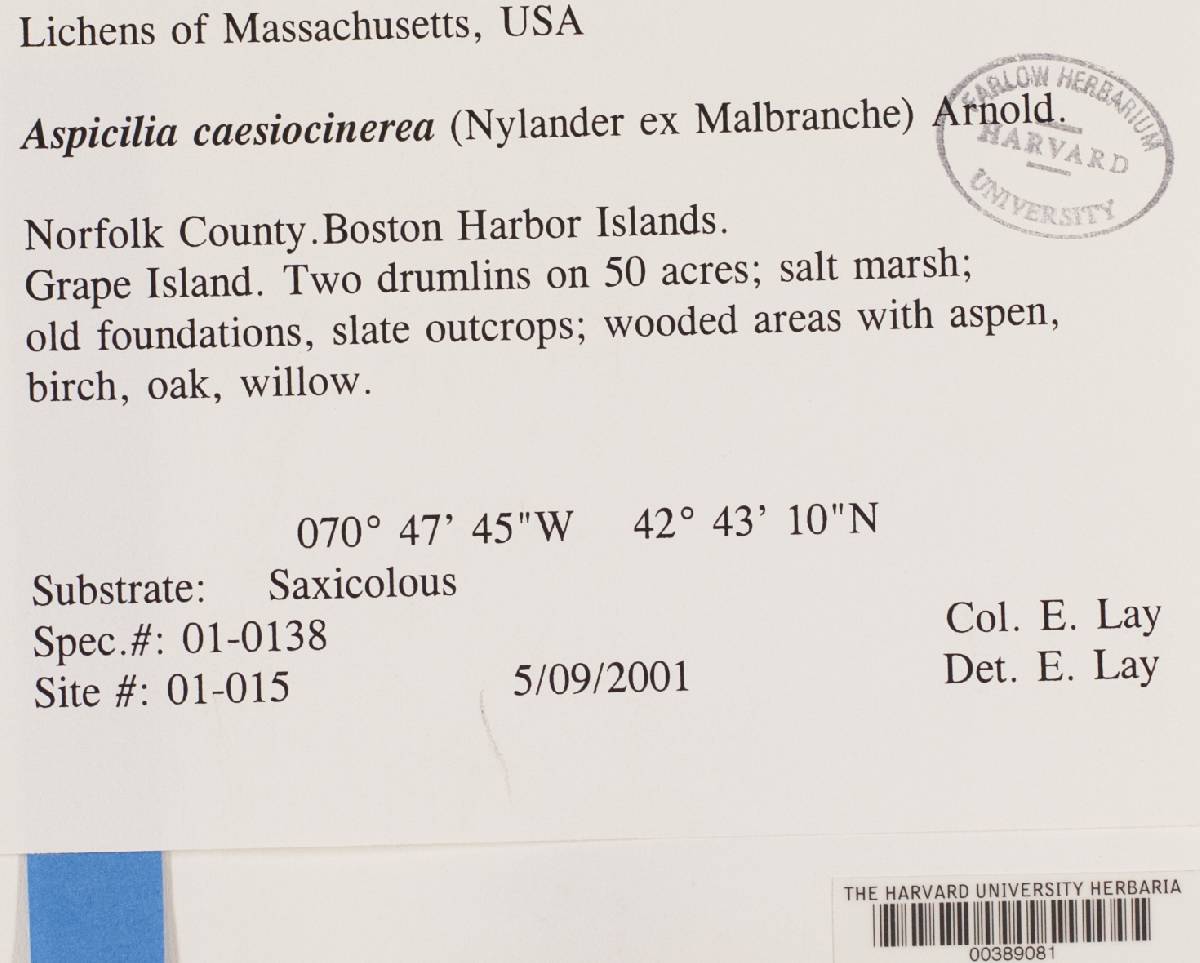 Lichens of Massachusetts, USA
FARLOW HERBARIUM
HARVARD
UNIVERSITY
Aspicilia caesiocinerea (Nylander ex Malbranche) Arnold.
Norfolk County.Boston Harbor Islands.
Grape Island. Two drumlins on 50 acres; salt marsh;
old foundations, slate outcrops; wooded areas with aspen,
birch, oak, willow.
070° 47’ 45"W 42° 43’ 10"N
Substrate: Saxicolous
Spec.#: 01-0138
Site #: 01-015
5/09/2001
Col. E. Lay
Det. E. Lay
THE HARVARD UNIVERSITY HERBARIA
00389081